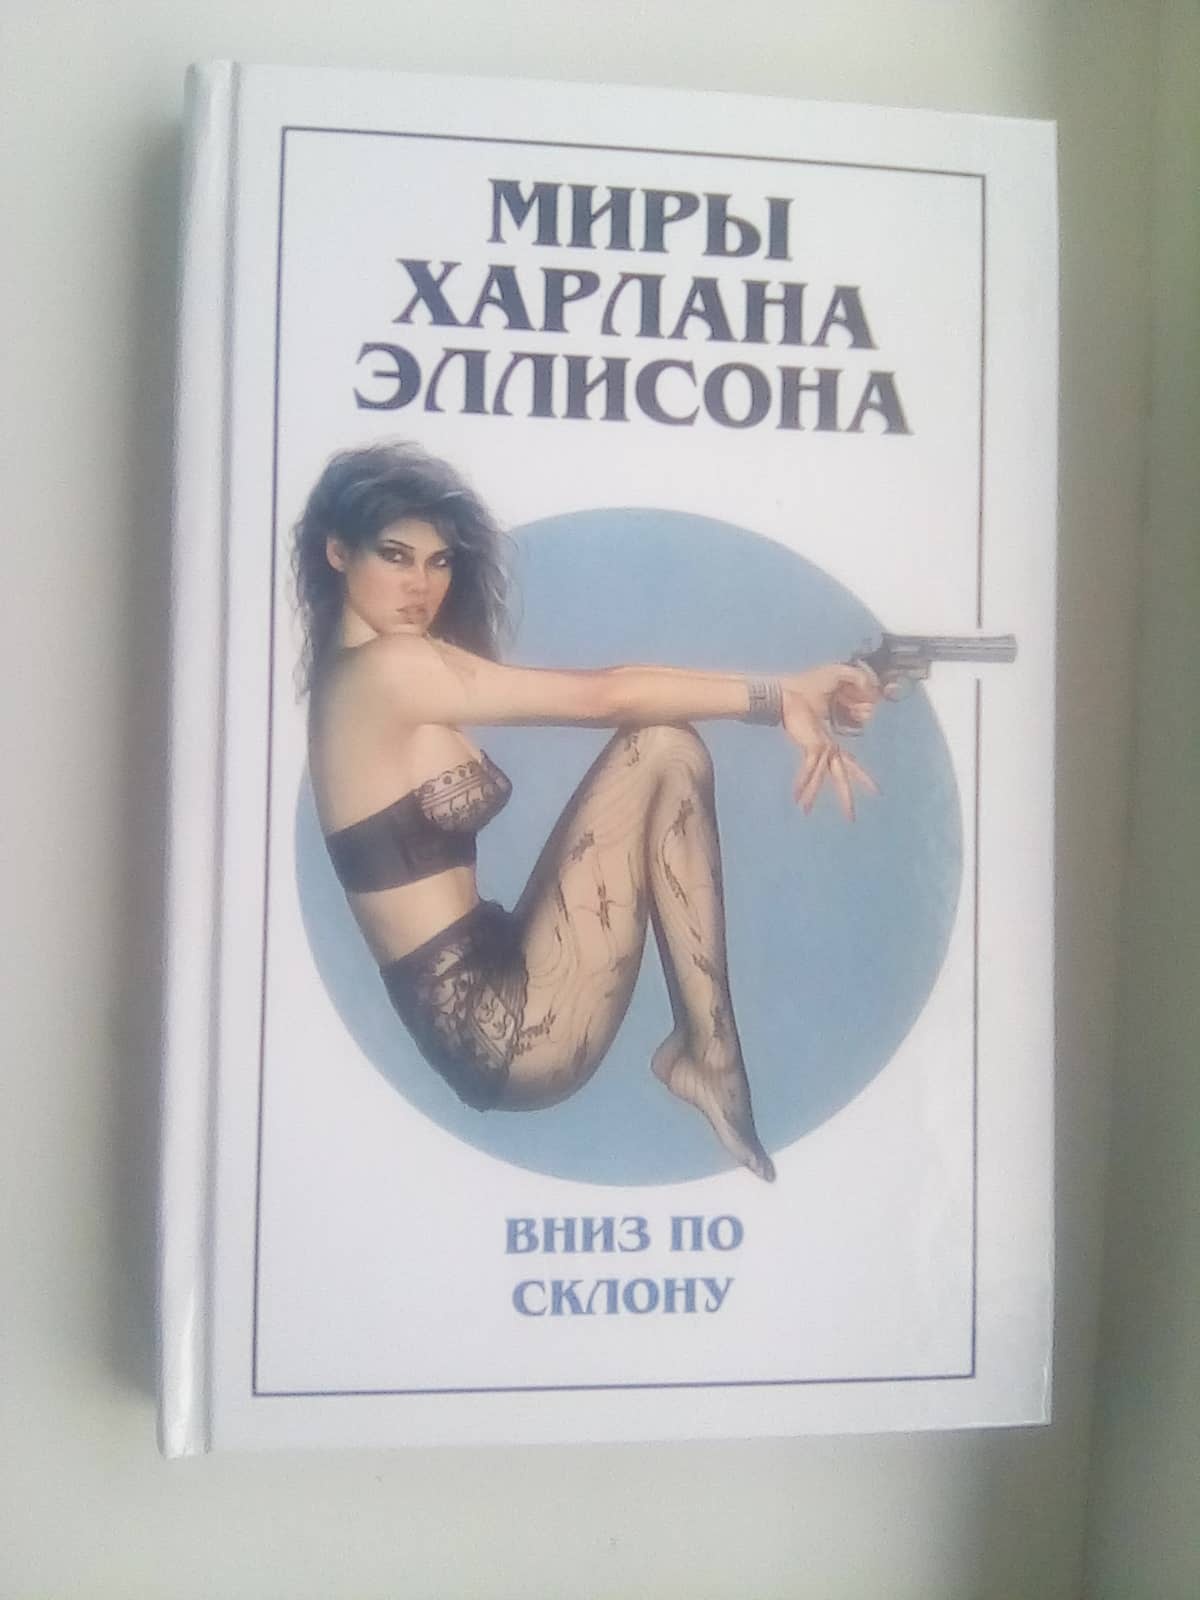 МИРЫ
ХАРЛАНА
ЭЛЛИСОНА
ВНИЗ ПО
СКЛОНУ